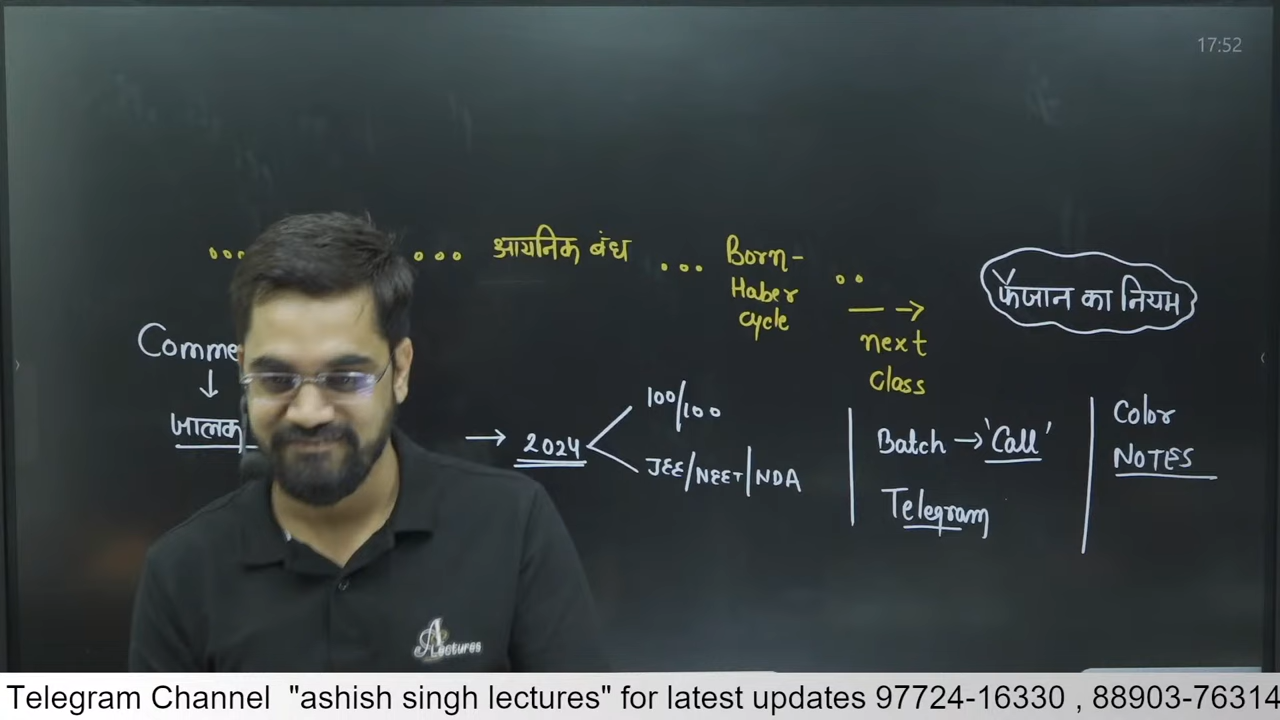 17:52
... ... आयनिक बंध ... Born-
Haber
cycle
..
→
next
class
फैजान का नियम
Comme
↓
जालक
→ 2024
100/100
JEE/NEET/NDA
Batch → 'Call'
Telegram
Color
NOTES
A Lectures
Telegram Channel "ashish singh lectures" for latest updates 97724-16330 , 88903-76314